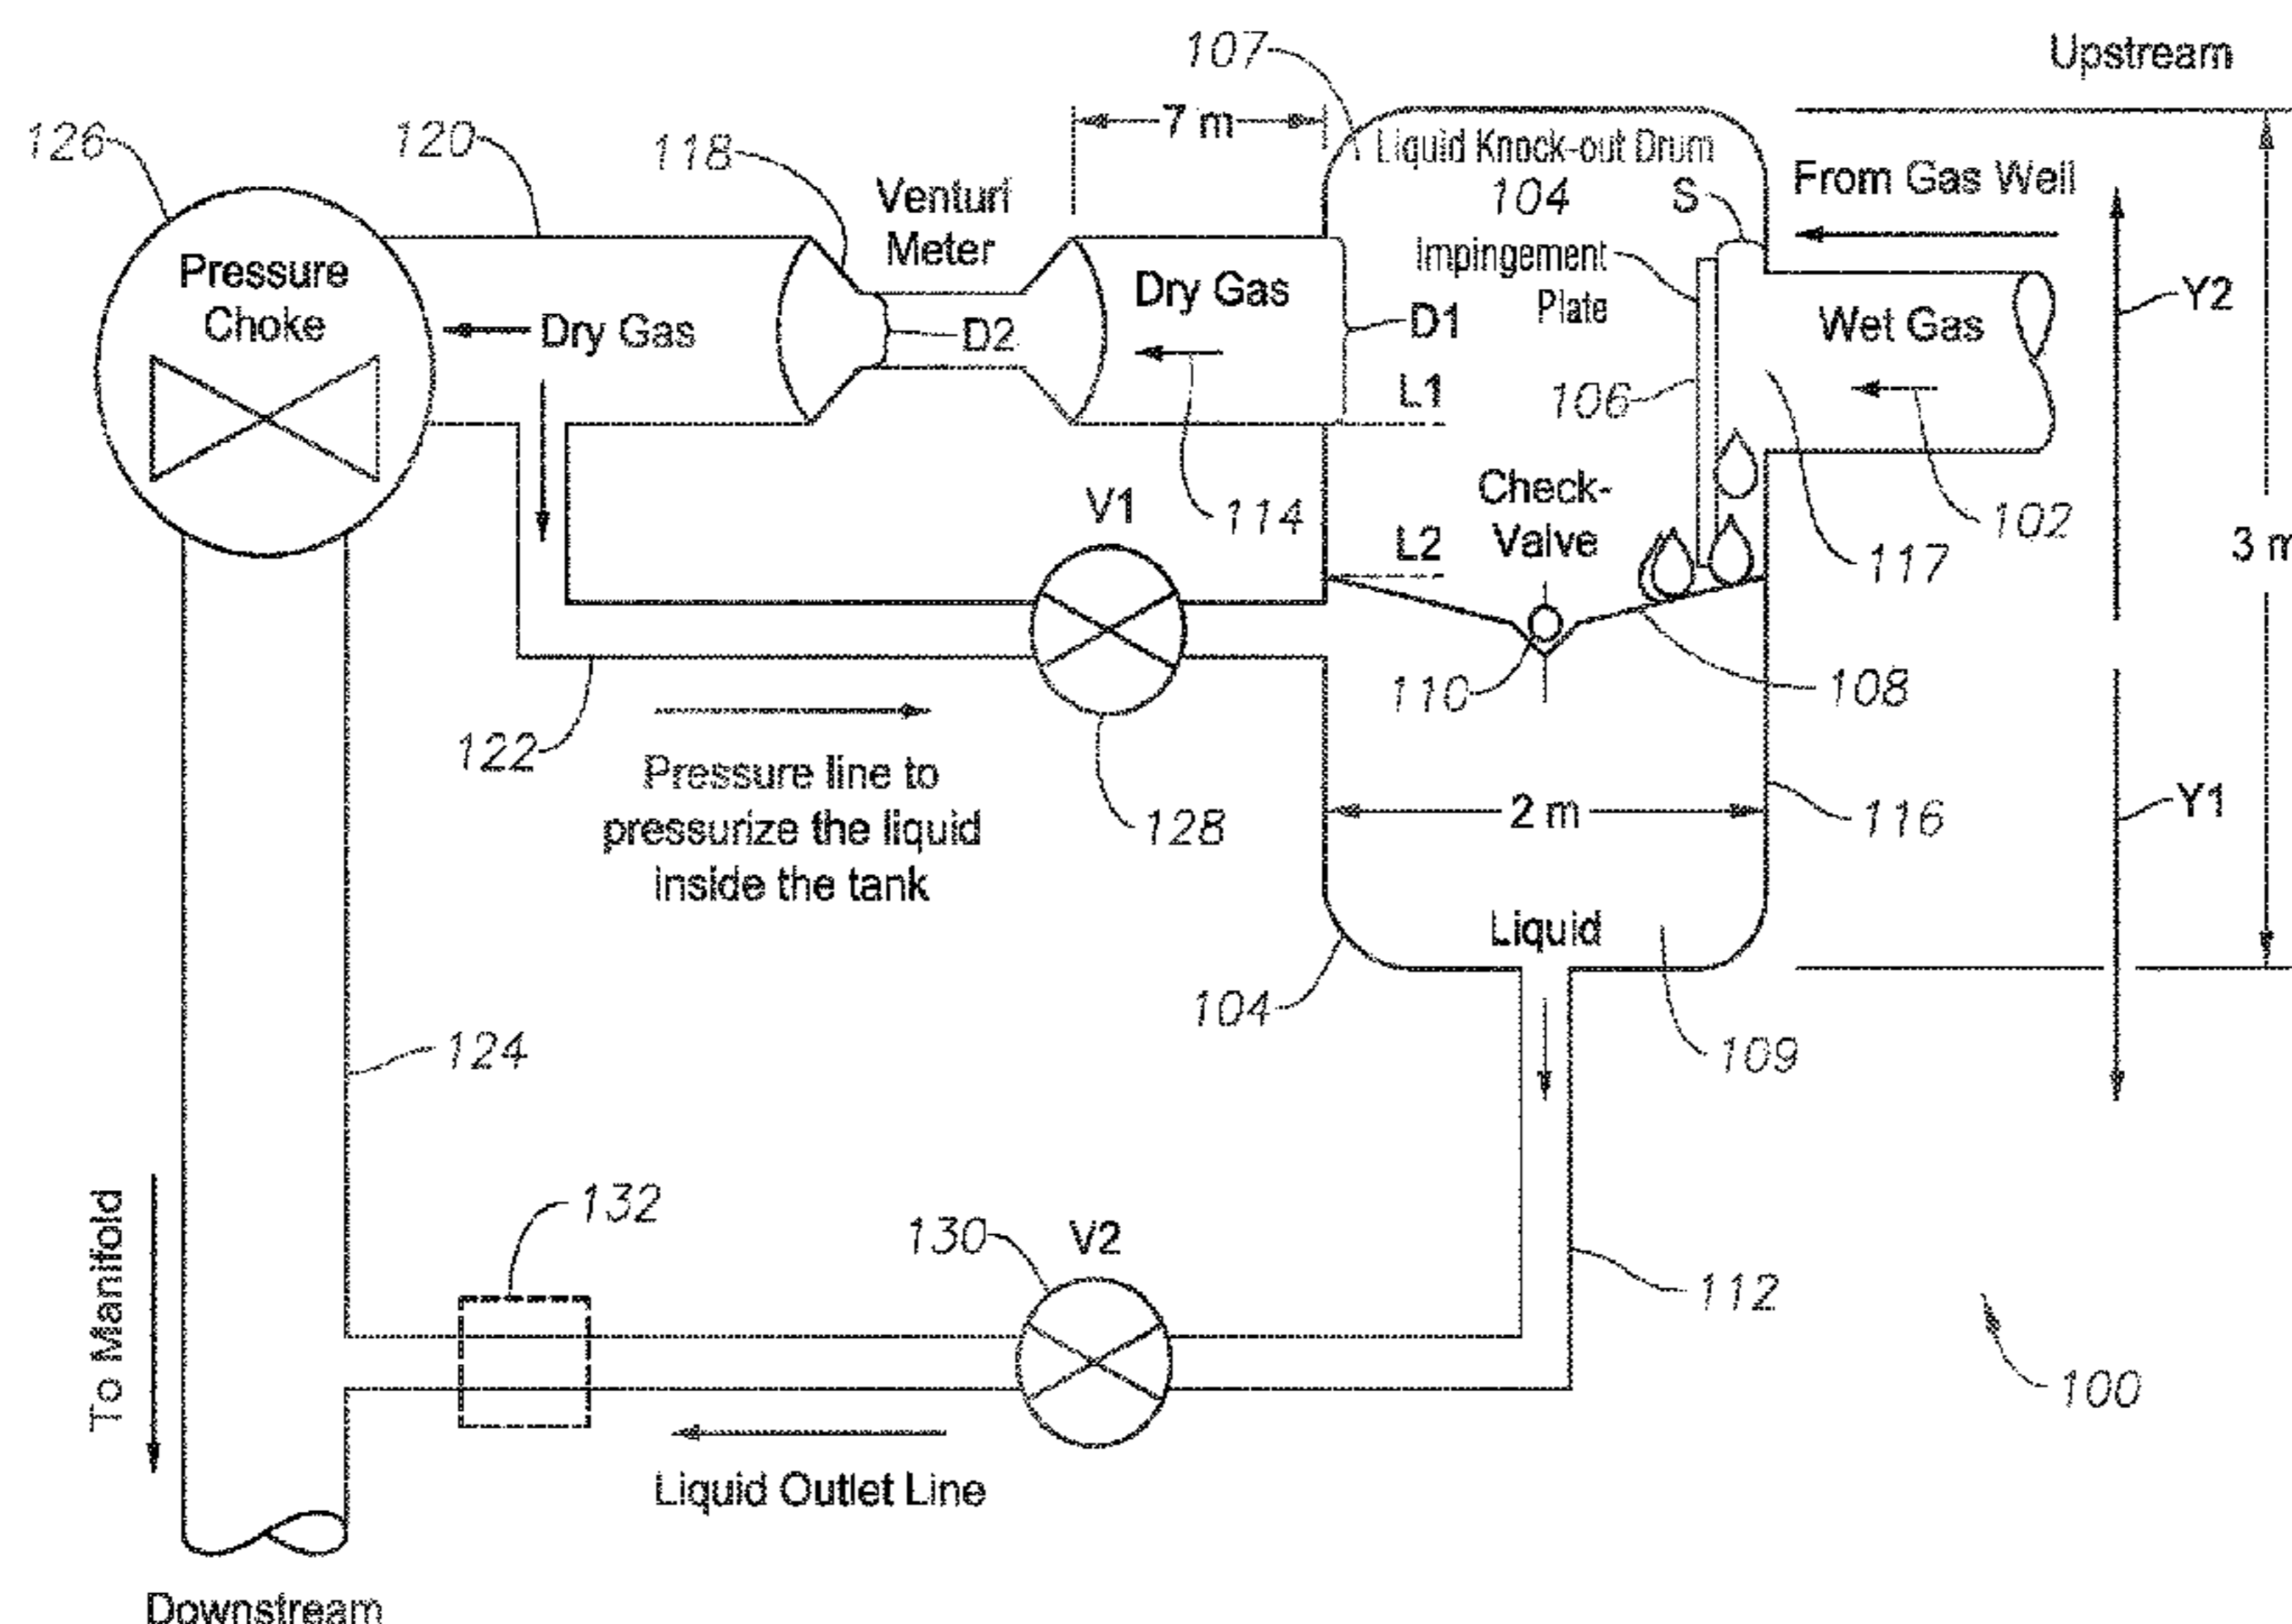 107
Upstream
126
120
118
7 m
Liquid Knock-out Drum
104
S
From Gas Well
Venturi
Meter
Impingement
Plate
Pressure
Choke
Dry Gas
D2
Dry Gas
D1
Wet Gas
Y2
L1
106
V1
Check-
Valve
114
102
L2
117
3 m
110
108
122
Pressure line to
pressurize the liquid
inside the tank
128
2 m
116
Y1
Liquid
104
109
124
132
130
V2
112
To Manifold
100
Liquid Outlet Line
Downstream